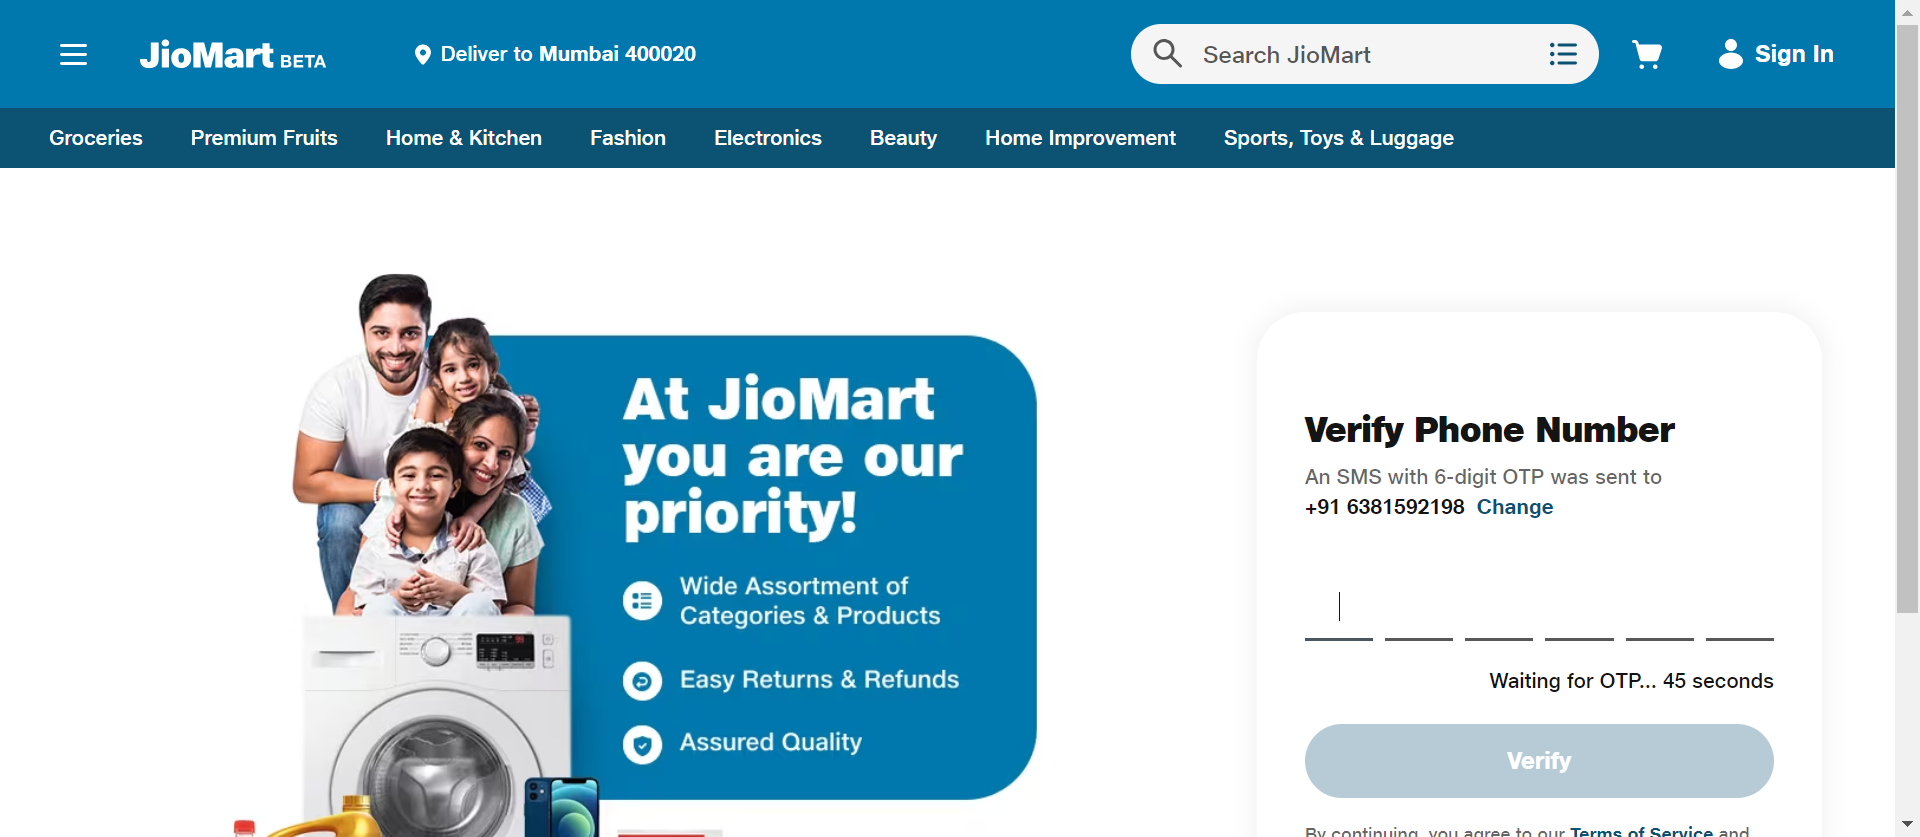 JioMart BETA
Deliver to Mumbai 400020
Search JioMart
Sign In
Groceries
Premium Fruits
Home & Kitchen
Fashion
Electronics
Beauty
Home Improvement
Sports, Toys & Luggage
At JioMart
you are our
priority!
Wide Assortment of
Categories & Products
Easy Returns & Refunds
Assured Quality
Verify Phone Number
An SMS with 6-digit OTP was sent to
+91 6381592198 Change
Waiting for OTP... 45 seconds
Verify
By continuing, you agree to our Terms of Service and